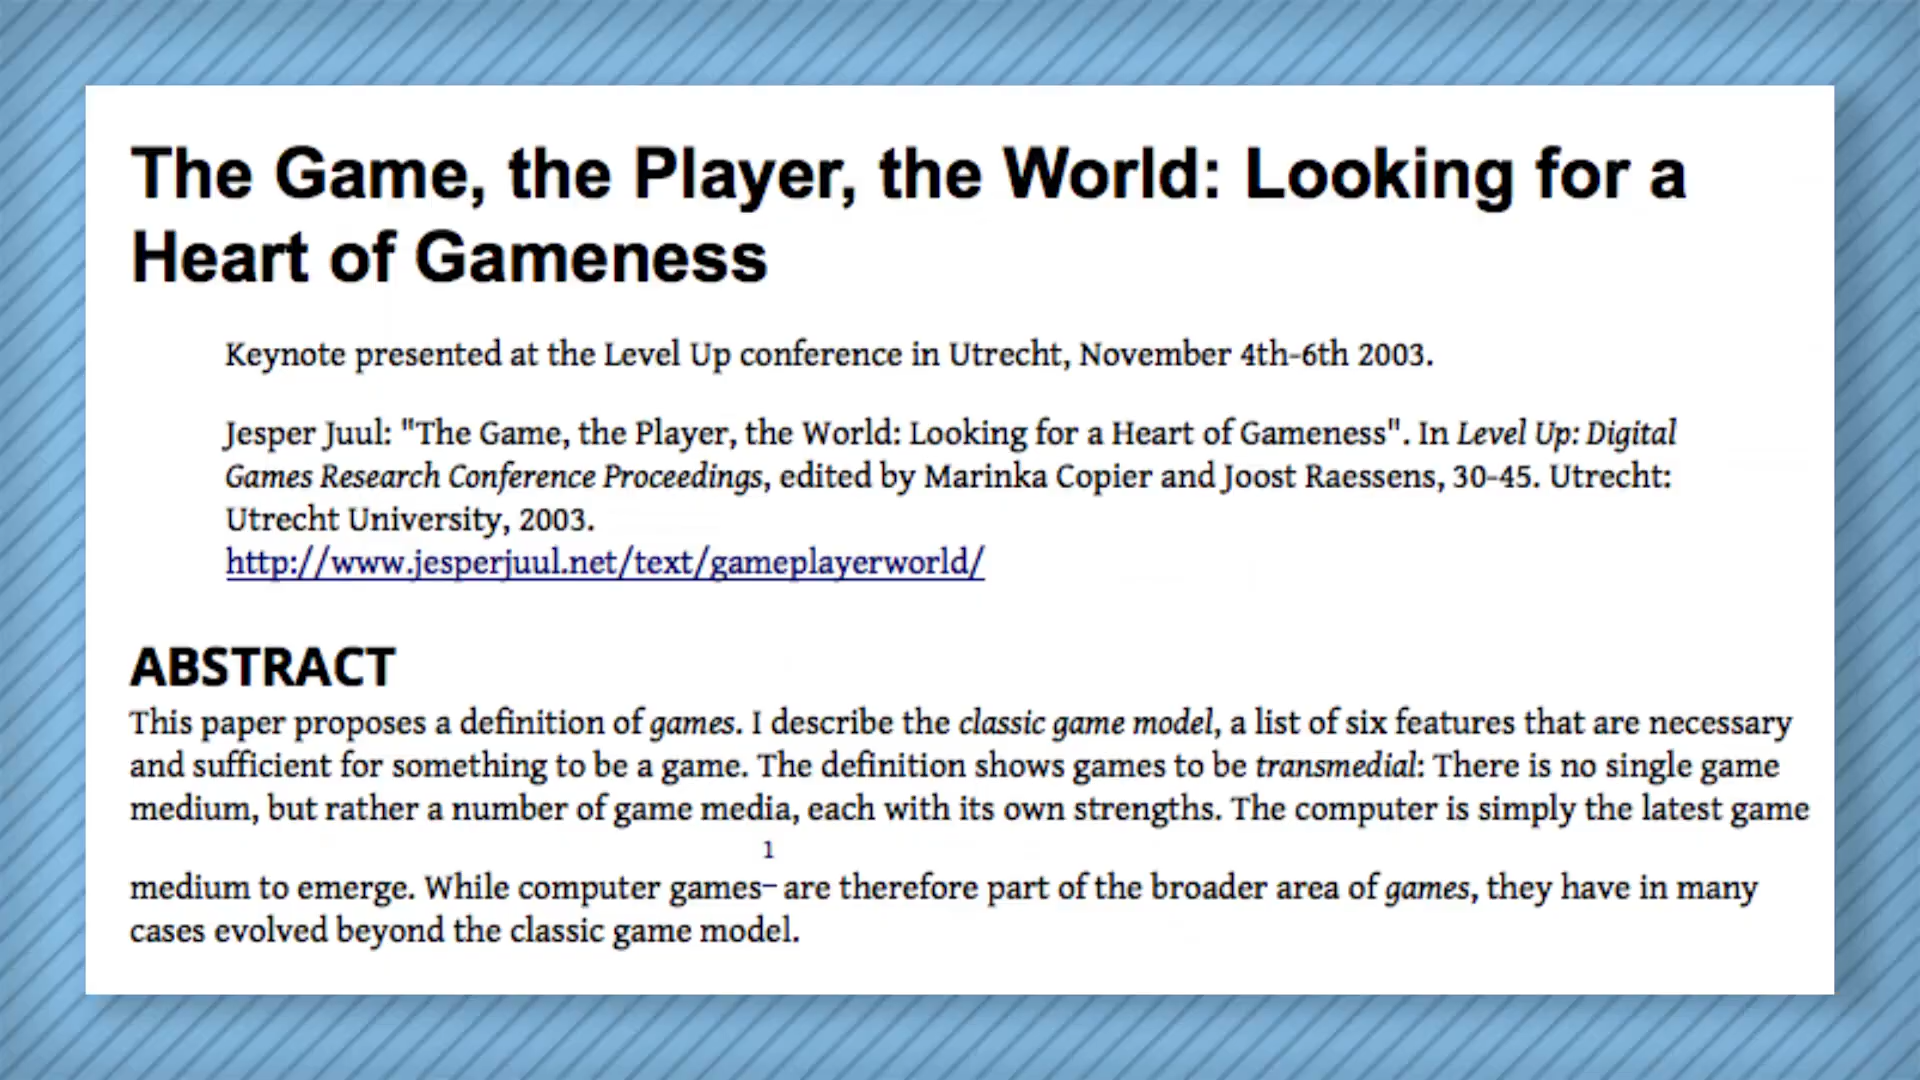 The Game, the Player, the World: Looking for a
Heart of Gameness
Keynote presented at the Level Up conference in Utrecht, November 4th-6th 2003.
Jesper Juul: "The Game, the Player, the World: Looking for a Heart of Gameness". In Level Up: Digital
Games Research Conference Proceedings, edited by Marinka Copier and Joost Raessens, 30-45. Utrecht:
Utrecht University, 2003.
http://www.jesperjuul.net/text/gameplayerworld/
ABSTRACT
This paper proposes a definition of games. I describe the classic game model, a list of six features that are necessary
and sufficient for something to be a game. The definition shows games to be transmedial: There is no single game
medium, but rather a number of game media, each with its own strengths. The computer is simply the latest game
1
medium to emerge. While computer games are therefore part of the broader area of games, they have in many
cases evolved beyond the classic game model.